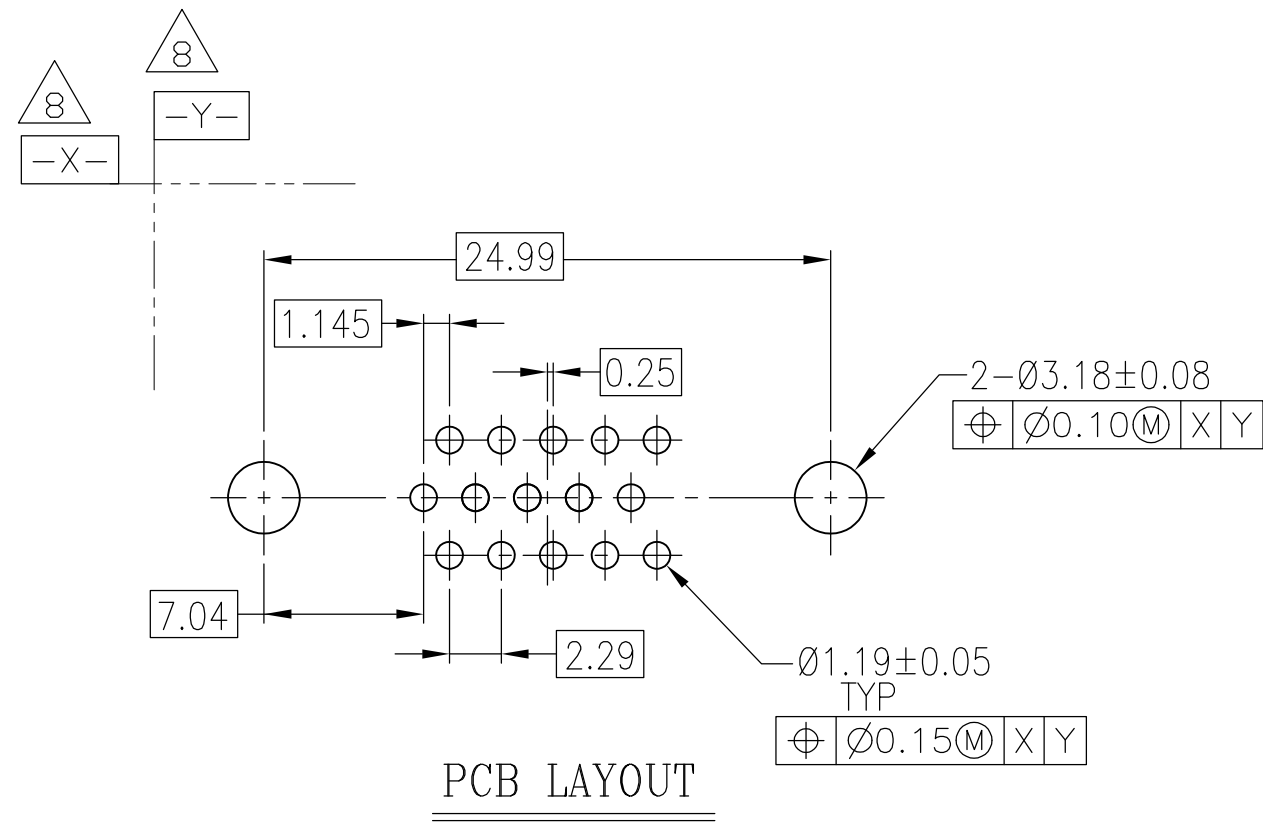 8
8
-Y-
-X-
24.99
1.145
0.25
2-Ø3.18±0.08
⌖ Ø0.10Ⓜ X Y
7.04
2.29
Ø1.19±0.05
TYP
⌖ Ø0.15Ⓜ X Y
PCB LAYOUT